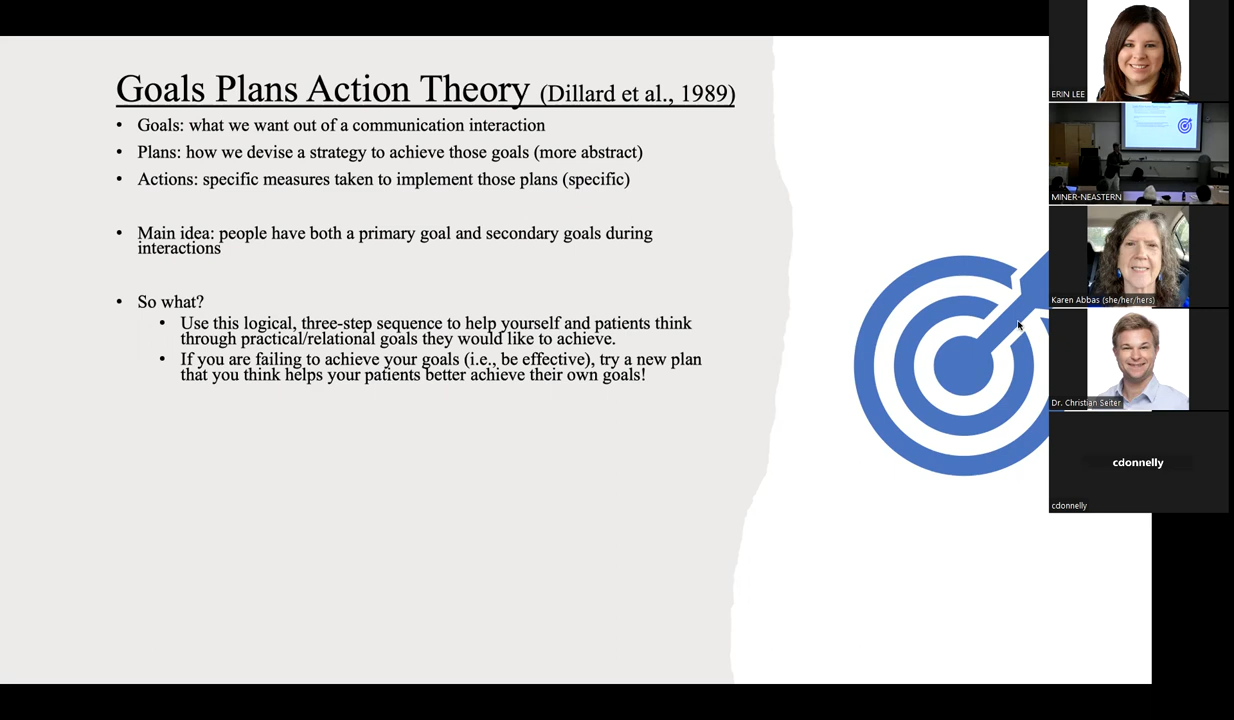 Goals Plans Action Theory (Dillard et al., 1989)
• Goals: what we want out of a communication interaction
• Plans: how we devise a strategy to achieve those goals (more abstract)
• Actions: specific measures taken to implement those plans (specific)
• Main idea: people have both a primary goal and secondary goals during
interactions
• So what?
• Use this logical, three-step sequence to help yourself and patients think
through practical/relational goals they would like to achieve.
• If you are failing to achieve your goals (i.e., be effective), try a new plan
that you think helps your patients better achieve their own goals!
ERIN LEE
MINER-NEASTERN
Karen Abbas (she/her/hers)
Dr. Christian Seiter
cdonnelly
cdonnelly